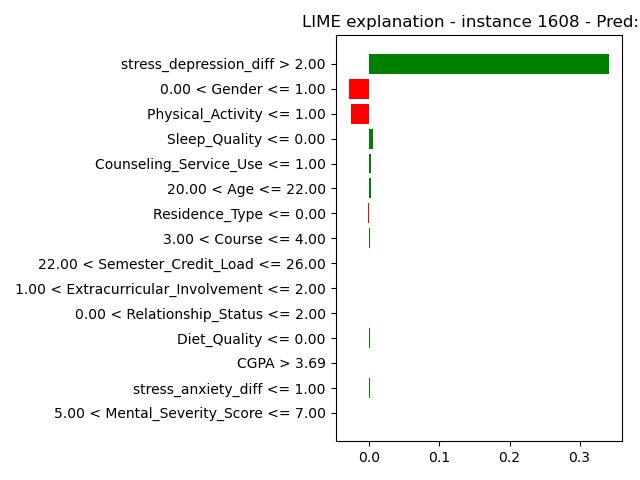 LIME explanation - instance 1608 - Pred:
stress_depression_diff > 2.00
0.00 < Gender <= 1.00
Physical_Activity <= 1.00
Sleep_Quality <= 0.00
Counseling_Service_Use <= 1.00
20.00 < Age <= 22.00
Residence_Type <= 0.00
3.00 < Course <= 4.00
22.00 < Semester_Credit_Load <= 26.00
1.00 < Extracurricular_Involvement <= 2.00
0.00 < Relationship_Status <= 2.00
Diet_Quality <= 0.00
CGPA > 3.69
stress_anxiety_diff <= 1.00
5.00 < Mental_Severity_Score <= 7.00
0.0 0.1 0.2 0.3